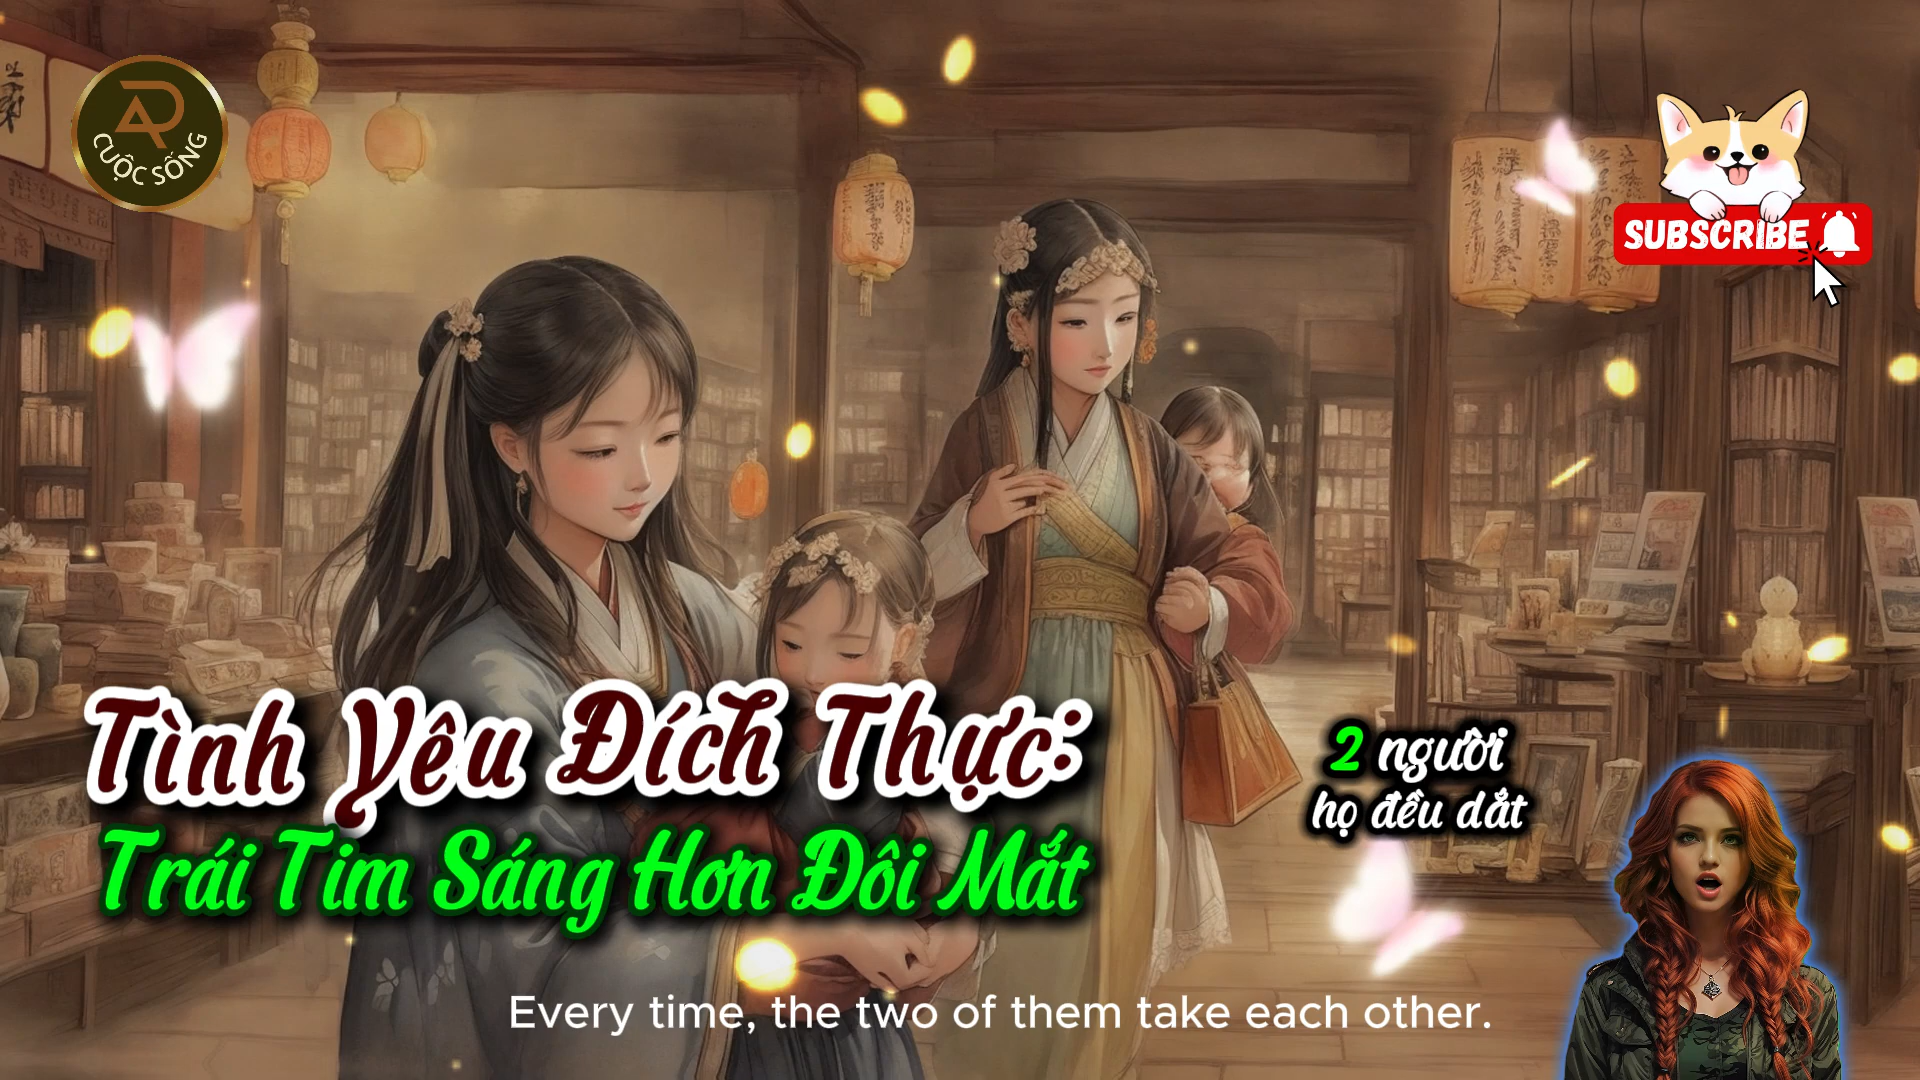 CUỘC SỐNG
SUBSCRIBE
Tình Yêu Đích Thực:
Trái Tim Sáng Hơn Đôi Mắt
2 người
họ đều dắt
Every time, the two of them take each other.